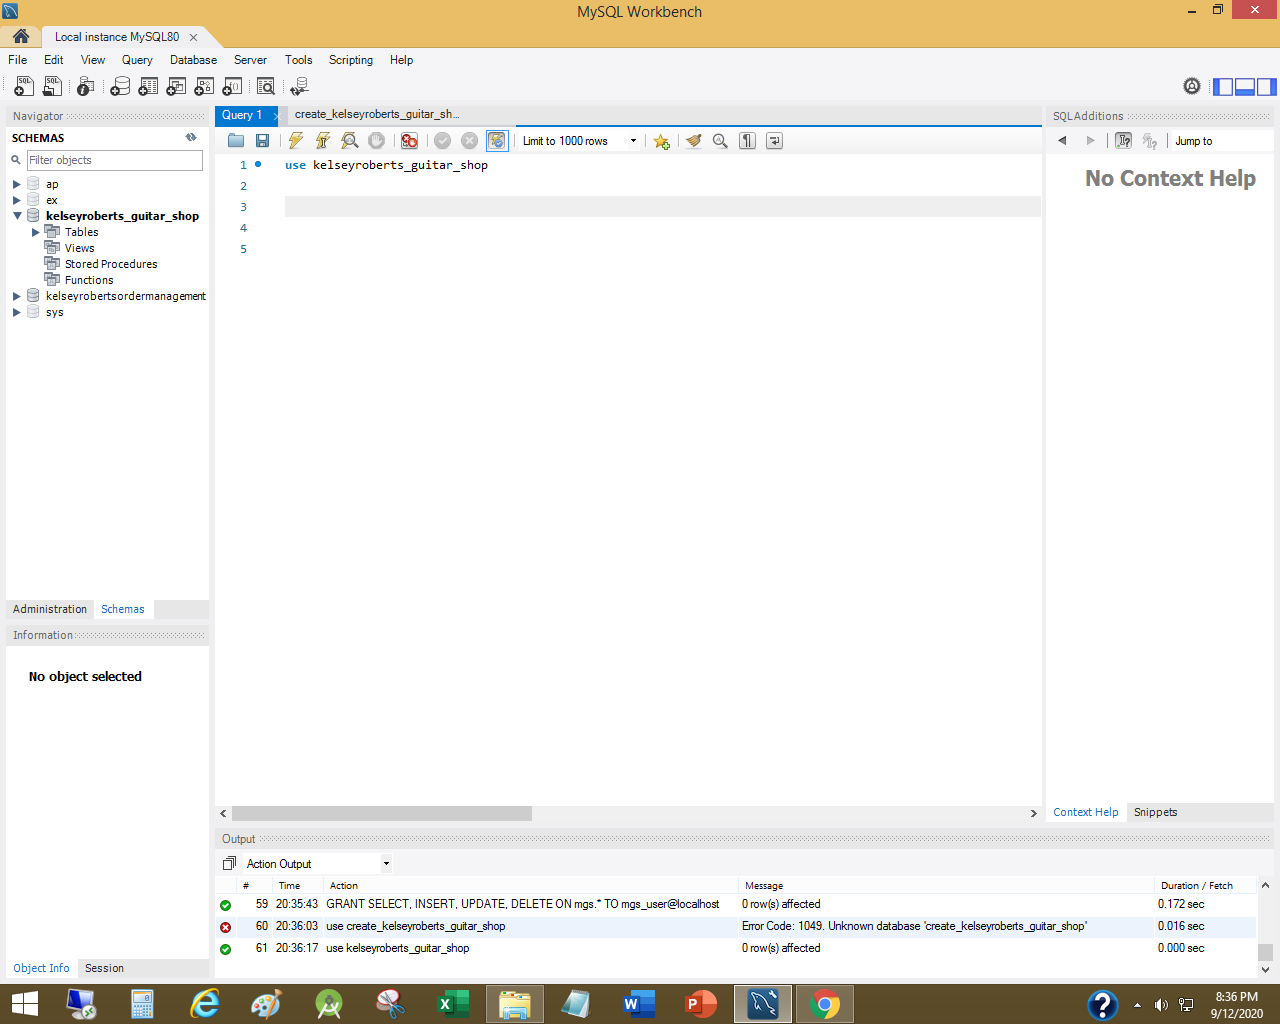 MySQL Workbench
Local instance MySQL80
File Edit View Query Database Server Tools Scripting Help
Navigator
SCHEMAS
Filter objects
ap
ex
kelseyroberts_guitar_shop
Tables
Views
Stored Procedures
Functions
kelseyrobertsordermanagement
sys
Administration Schemas
Information
No object selected
Object Info Session
Query 1 create_kelseyroberts_guitar_sh...
Limit to 1000 rows
1 use kelseyroberts_guitar_shop
2
3
4
5
SQLAdditions
Jump to
No Context Help
Context Help Snippets
Output
Action Output
# Time Action Message Duration / Fetch
59 20:35:43 GRANT SELECT, INSERT, UPDATE, DELETE ON mgs.* TO mgs_user@localhost 0 row(s) affected 0.172 sec
60 20:36:03 use create_kelseyroberts_guitar_shop Error Code: 1049. Unknown database 'create_kelseyroberts_guitar_shop' 0.016 sec
61 20:36:17 use kelseyroberts_guitar_shop 0 row(s) affected 0.000 sec
8:36 PM
9/12/2020